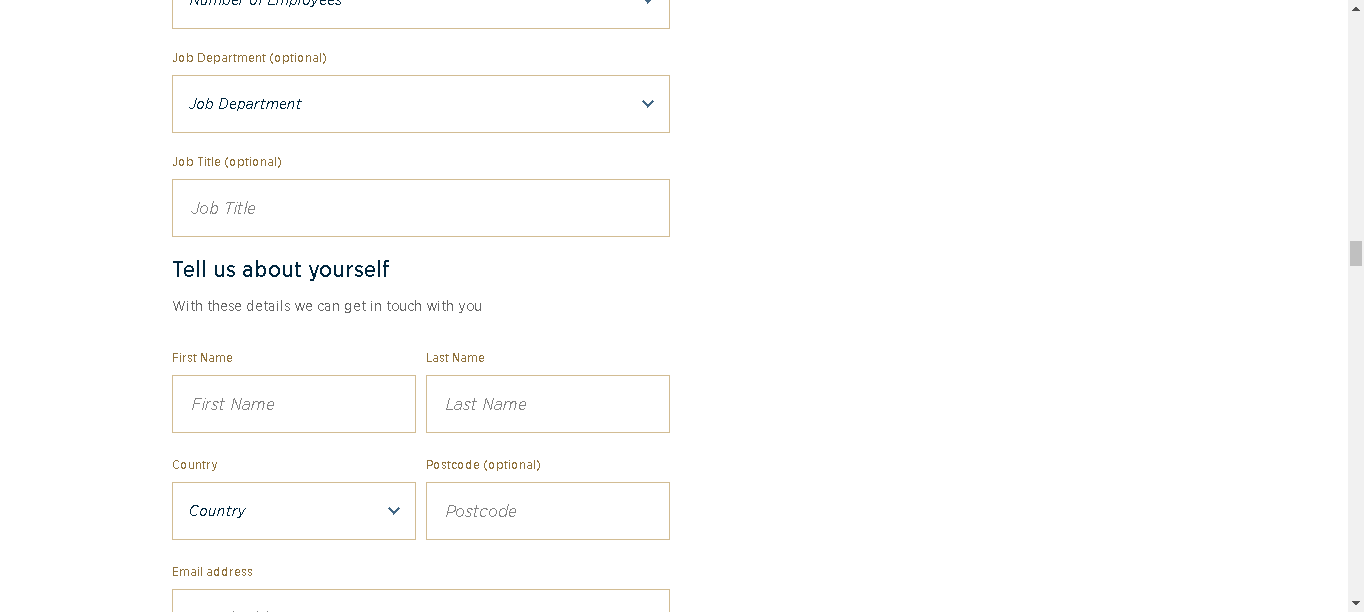 Number of Employees
Job Department (optional)
Job Department
Job Title (optional)
Job Title
Tell us about yourself
With these details we can get in touch with you
First Name
Last Name
First Name
Last Name
Country
Postcode (optional)
Country
Postcode
Email address